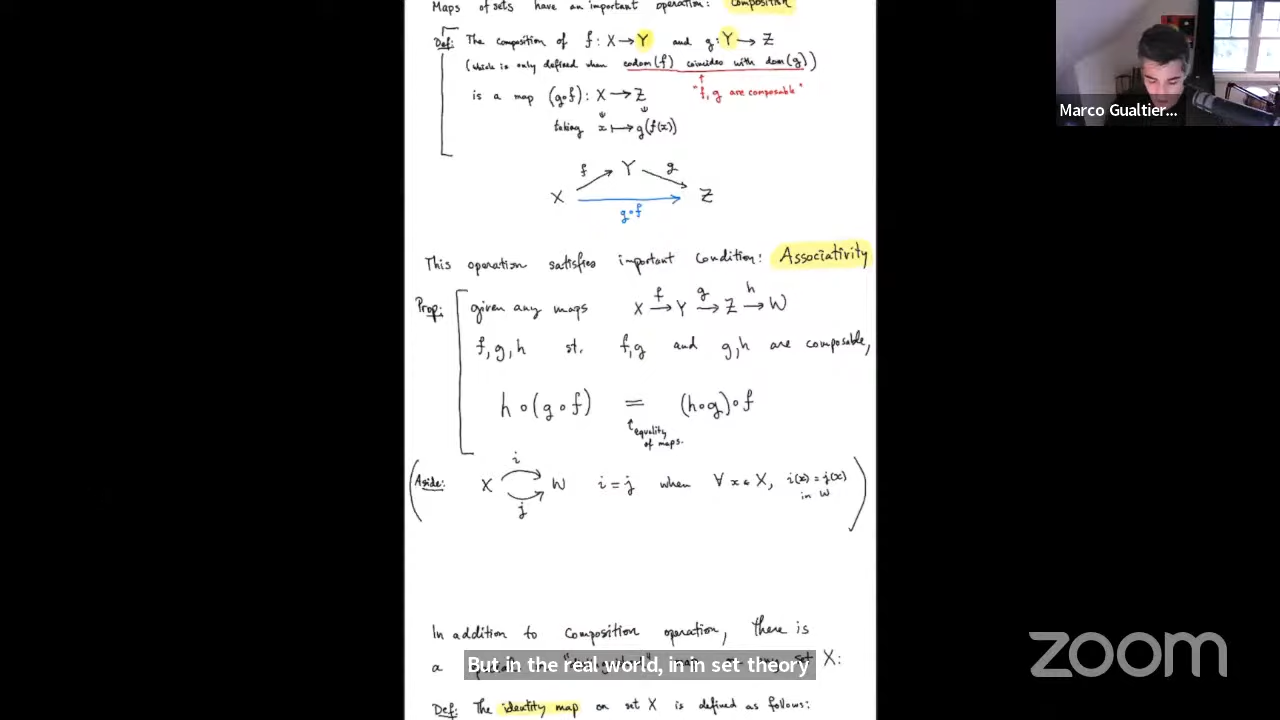 Maps of sets have an important operation: composition
Def: The composition of f: X → Y and g: Y → Z
(which is only defined when codom(f) coincides with dom(g))
"f, g are composable"
is a map (g∘f): X → Z
taking x ↦ g(f(x))
f Y g
X Z
g∘f
This operation satisfies important condition: Associativity
Prop: given any maps X →f Y →g Z →h W
f, g, h st. f,g and g,h are composable,
h∘(g∘f) = (h∘g)∘f
equality
of maps.
(Aside: X i j W i = j when ∀ x ∈ X, i(x) = j(x) in W)
In addition to composition operation, there is
a X:
But in the real world, in in set theory
Def: The identity map on set X is defined as follows:
Marco Gualtier...
zoom